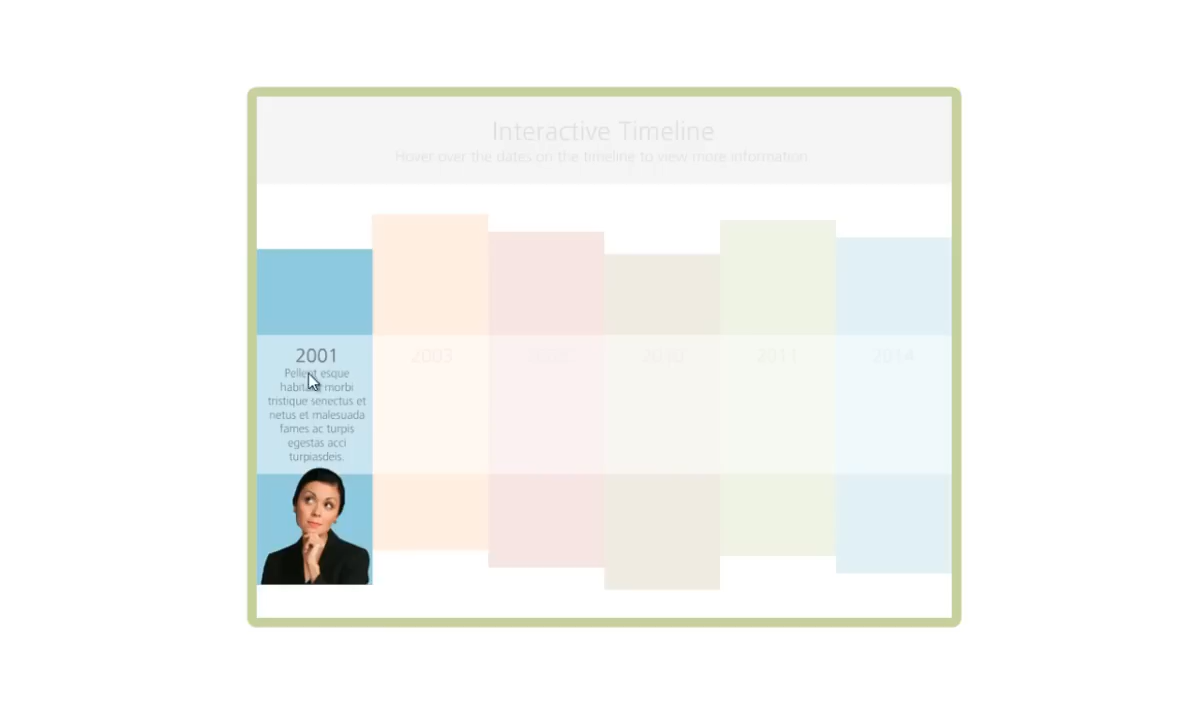 Interactive Timeline
Hover over the dates on the timeline to view more information
2001
2003
2010
2011
2014
Pellent esque
habitant morbi
tristique senectus et
netus et malesuada
fames ac turpis
egestas acci
turpiasdeis.